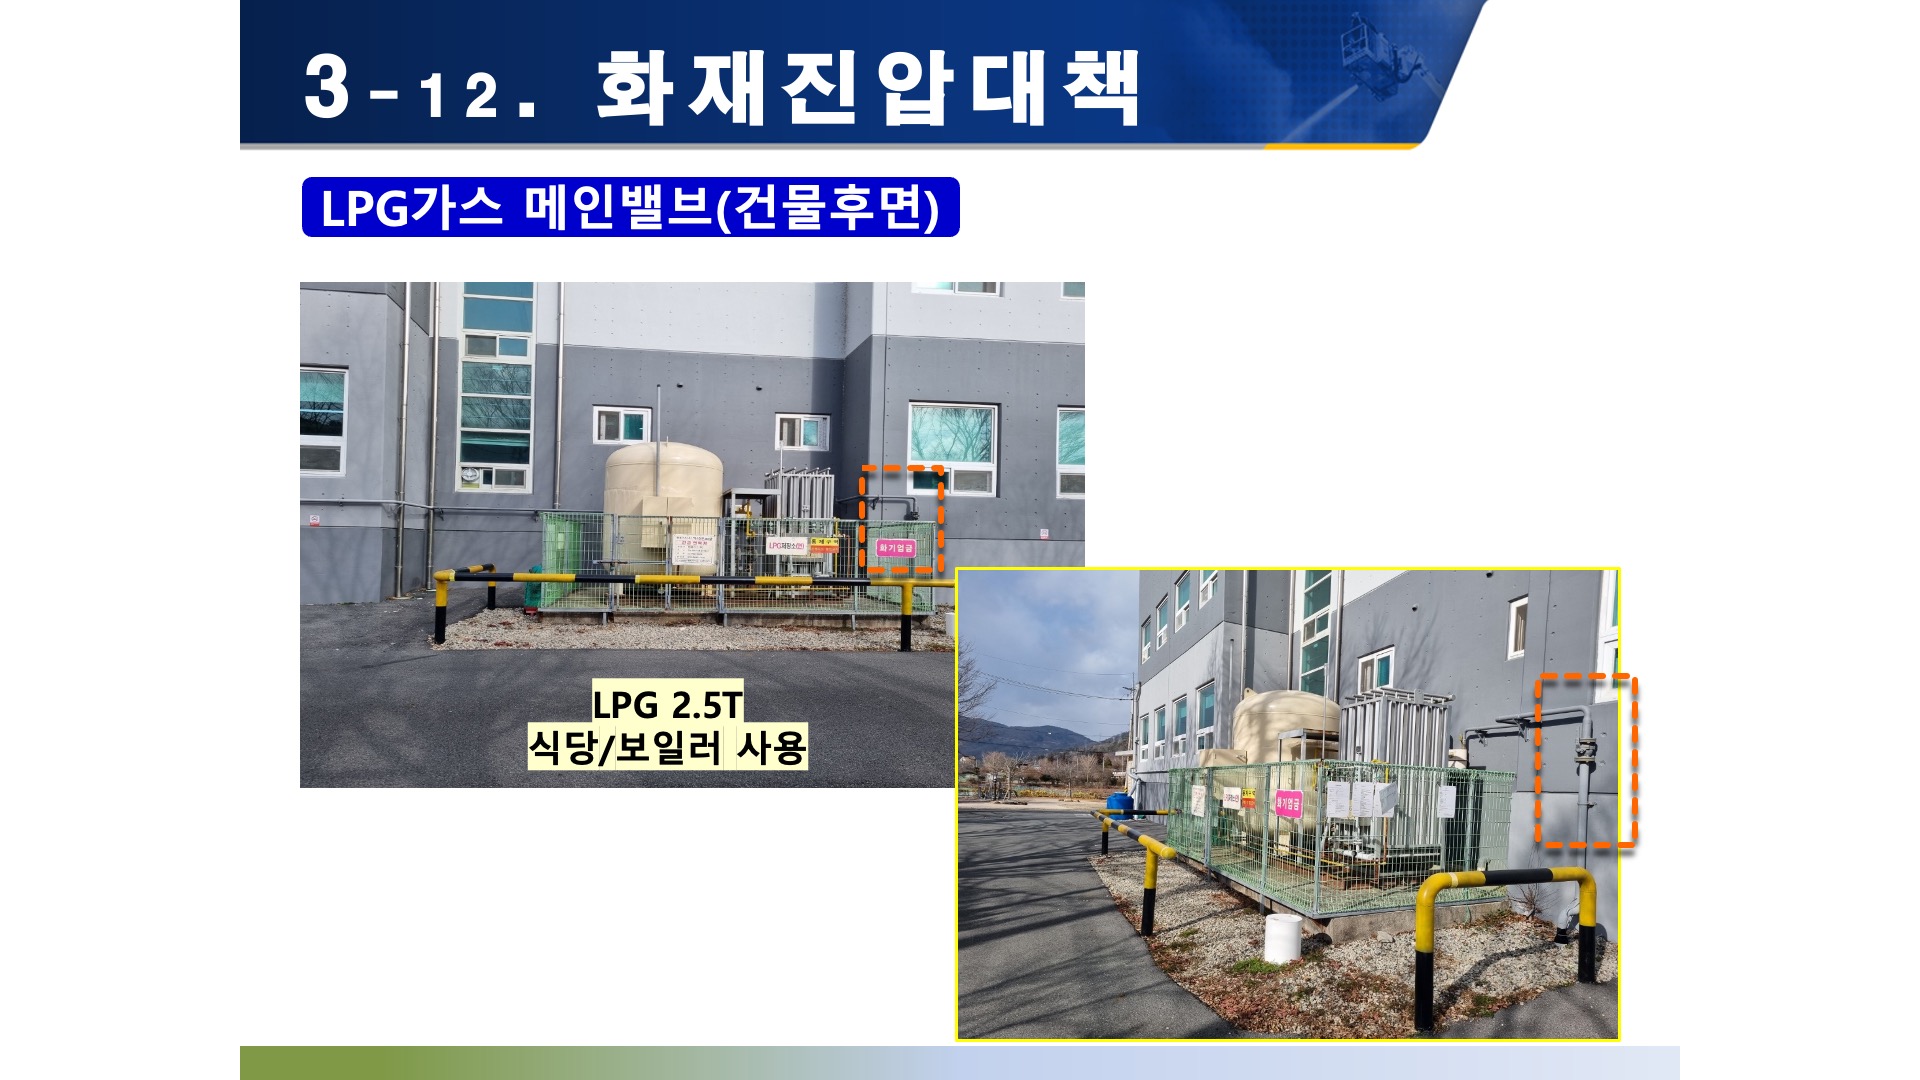 3-12. 화재진압대책
LPG가스 메인밸브(건물후면)
LPG저장소(연)
화기엄금
LPG 2.5T
식당/보일러 사용
화기엄금